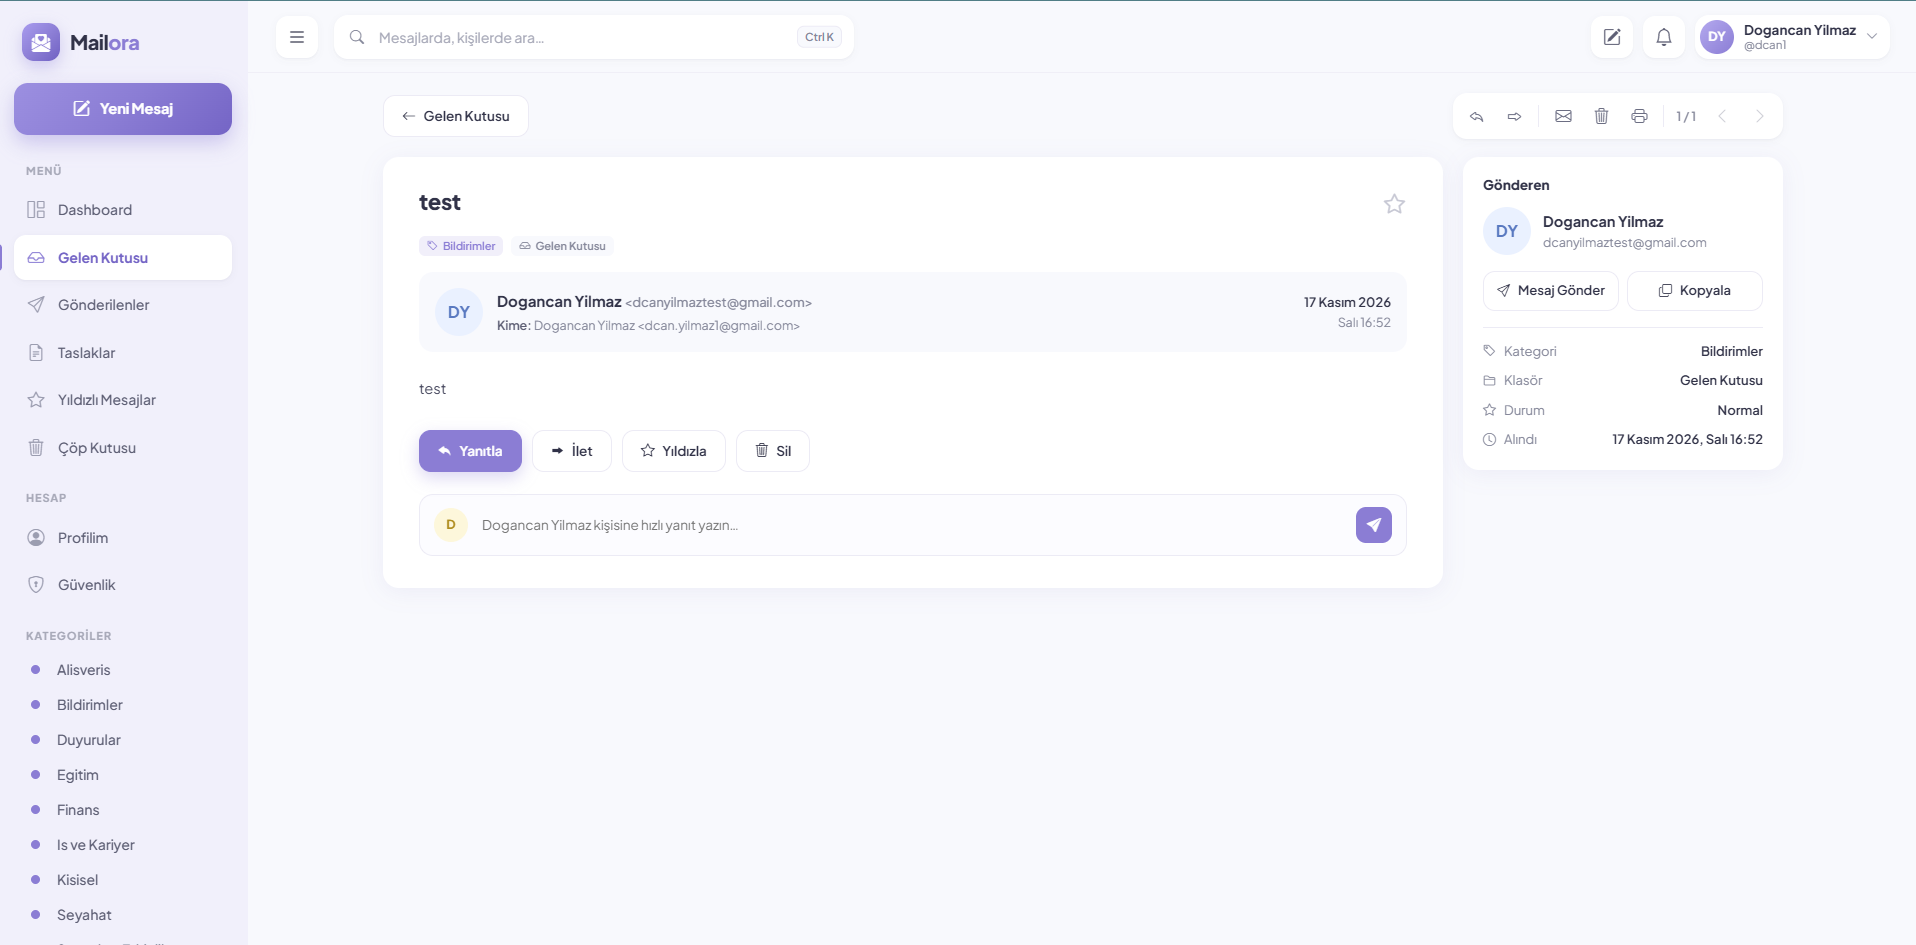 Mailora
Mesajlarda, kişilerde ara...
Ctrl K
DY
Dogancan Yilmaz
@dcan1
Yeni Mesaj
MENÜ
Dashboard
Gelen Kutusu
Gönderilenler
Taslaklar
Yıldızlı Mesajlar
Çöp Kutusu
HESAP
Profilim
Güvenlik
KATEGORİLER
Alisveris
Bildirimler
Duyurular
Egitim
Finans
Is ve Kariyer
Kisisel
Seyahat
Gelen Kutusu
1 / 1
test
Bildirimler
Gelen Kutusu
DY
Dogancan Yilmaz <dcanyilmaztest@gmail.com>
Kime: Dogancan Yilmaz <dcan.yilmaz1@gmail.com>
17 Kasım 2026
Salı 16:52
test
Yanıtla
İlet
Yıldızla
Sil
D
Dogancan Yilmaz kişisine hızlı yanıt yazın...
Gönderen
DY
Dogancan Yilmaz
dcanyilmaztest@gmail.com
Mesaj Gönder
Kopyala
Kategori Bildirimler
Klasör Gelen Kutusu
Durum Normal
Alındı 17 Kasım 2026, Salı 16:52